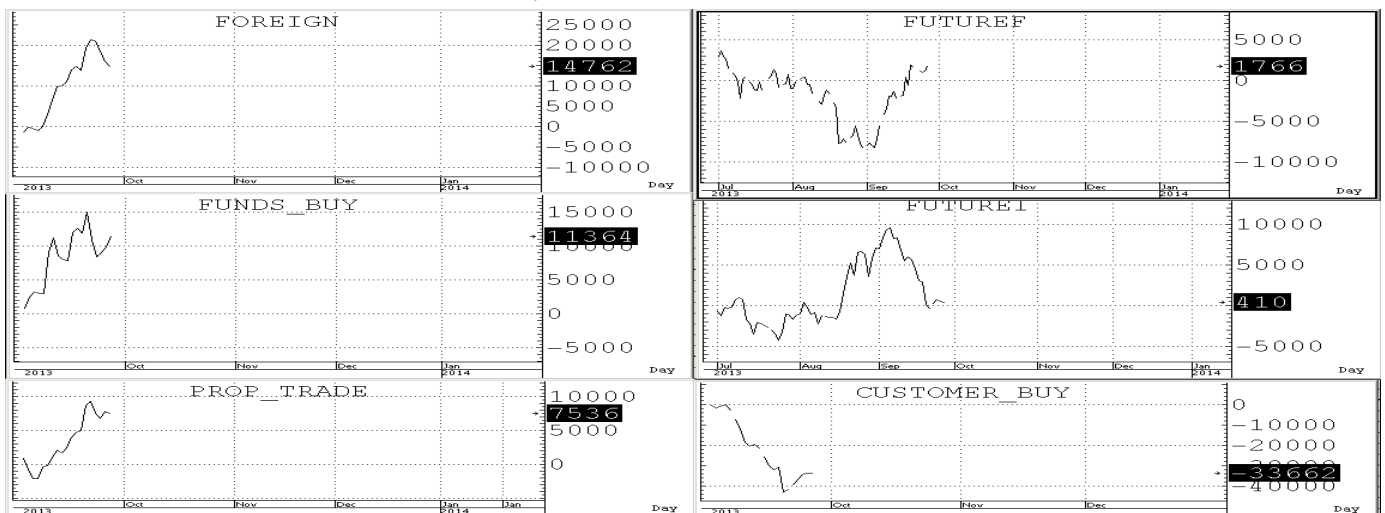 FOREIGN
25000
20000
14762
10000
5000
0
-5000
-10000
Oct
Nov
Dec
Jan
2013
2014
Day
FUTUREF
5000
1766
0
-5000
-10000
Jul
Aug
Sep
Oct
Nov
Dec
Jan
2013
2014
Day
FUNDS_BUY
15000
11364
10000
5000
0
-5000
Oct
Nov
Dec
Jan
2013
2014
Day
FUTURE1
10000
5000
410
-5000
Jul
Aug
Sep
Oct
Nov
Dec
Jan
2013
2014
Day
PROP_TRADE
10000
7536
5000
0
Oct
Nov
Dec
Jan
Jan
2013
2014
Day
CUSTOMER_BUY
0
-10000
-20000
-33662
-40000
Oct
Nov
Dec
2013
Day